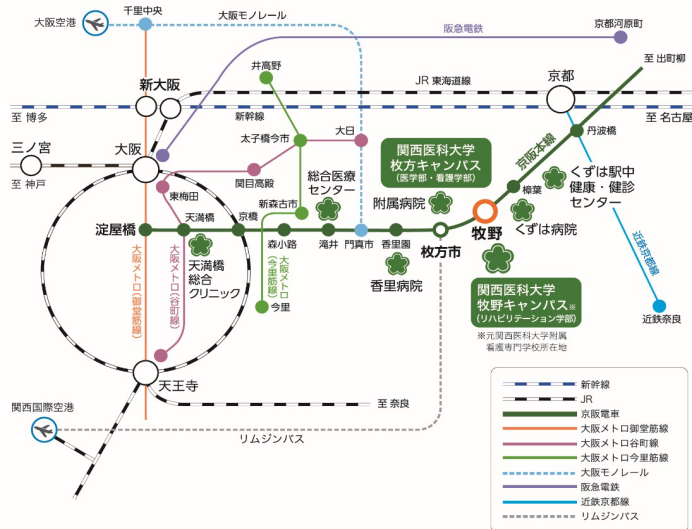 千里中央
大阪空港
阪急電鉄
京都河原町
至 出町柳
井高野
JR 東海道線
新大阪
京都
至 博多
新幹線
至 名古屋
三ノ宮
大阪
太子橋今市
大日
丹波橋
至 神戸
関西医科大学
枚方キャンパス
(医学部・看護学部)
京阪本線
関目高殿
総合医療
センター
くずは駅中
健康・健診
センター
東梅田
新森古市
附属病院
樟葉
天満橋
京橋
淀屋橋
森小路
滝井
門真市
香里園
枚方市
牧野
くずは病院
天満橋
総合
クリニック
香里病院
近鉄京都線
大阪メトロ(御堂筋線)
大阪メトロ(谷町線)
大阪メトロ
(今里筋線)
関西医科大学
牧野キャンパス※
(リハビリテーション学部)
今里
近鉄奈良
※元関西医科大学附属
看護専門学校所在地
天王寺
至 奈良
関西国際空港
リムジンバス
新幹線
JR
京阪電車
大阪メトロ御堂筋線
大阪メトロ谷町線
大阪メトロ今里筋線
大阪モノレール
阪急電鉄
近鉄京都線
リムジンバス
大阪モノレール